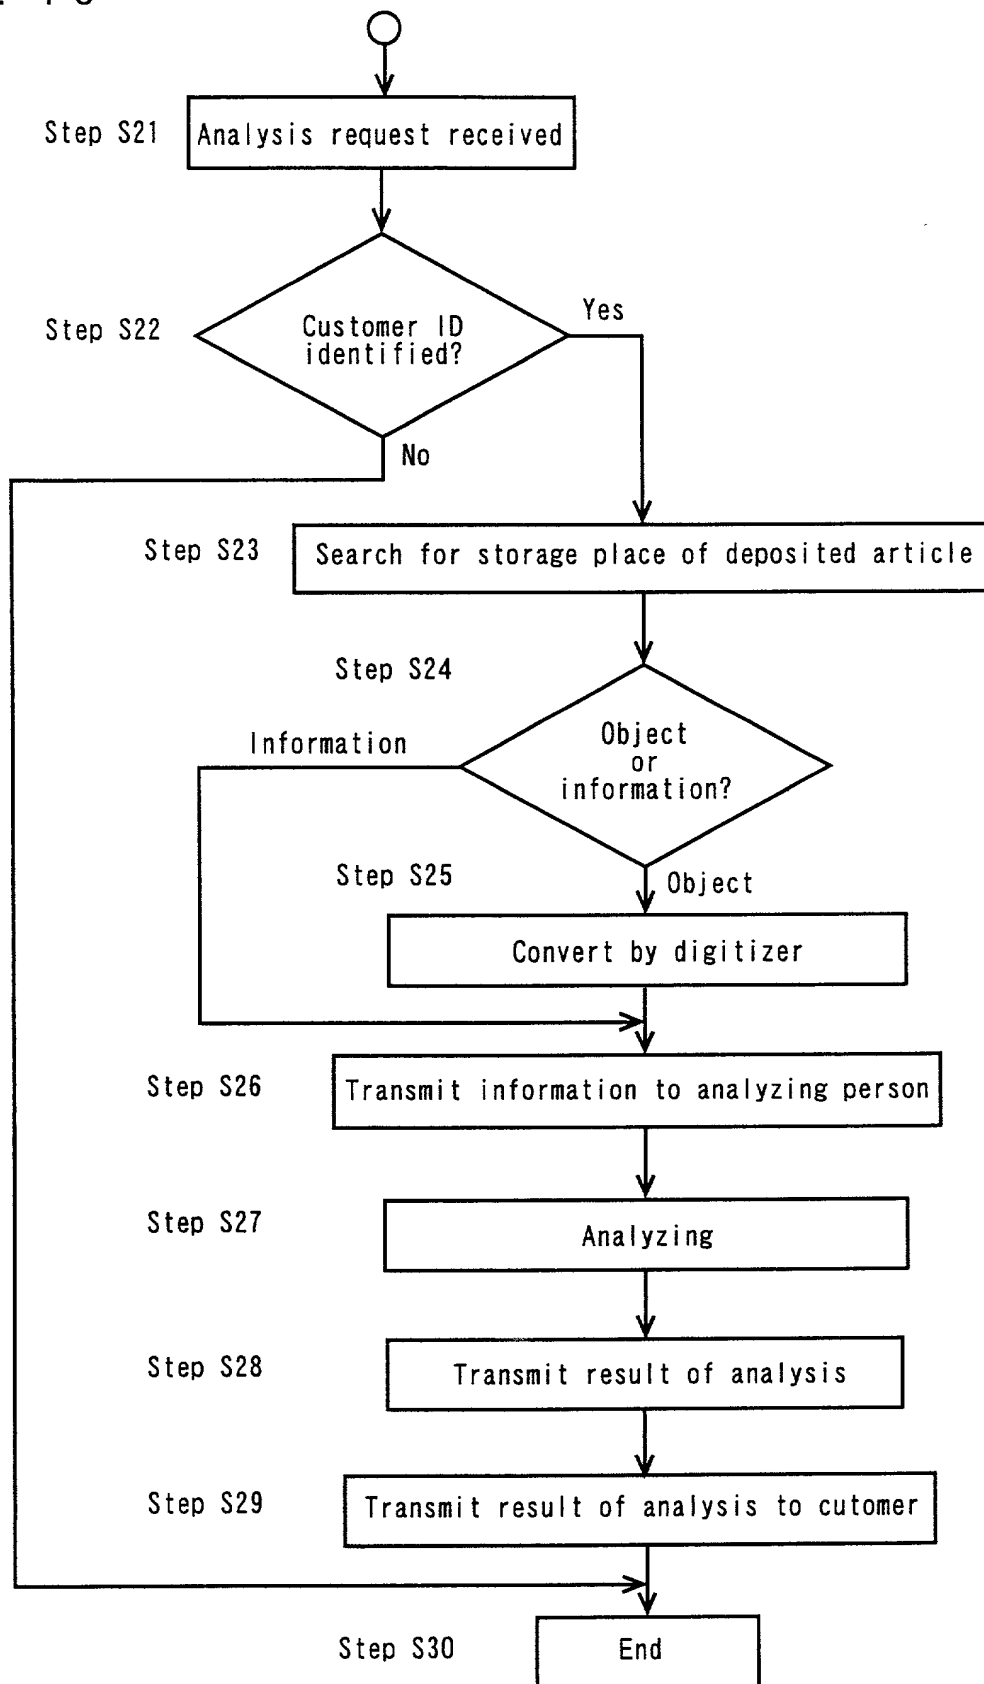 Step S21
Analysis request received
Step S22
Customer ID
identified?
Yes
No
Step S23
Search for storage place of deposited article
Step S24
Object
or
information?
Information
Step S25
Object
Convert by digitizer
Step S26
Transmit information to analyzing person
Step S27
Analyzing
Step S28
Transmit result of analysis
Step S29
Transmit result of analysis to cutomer
Step S30
End